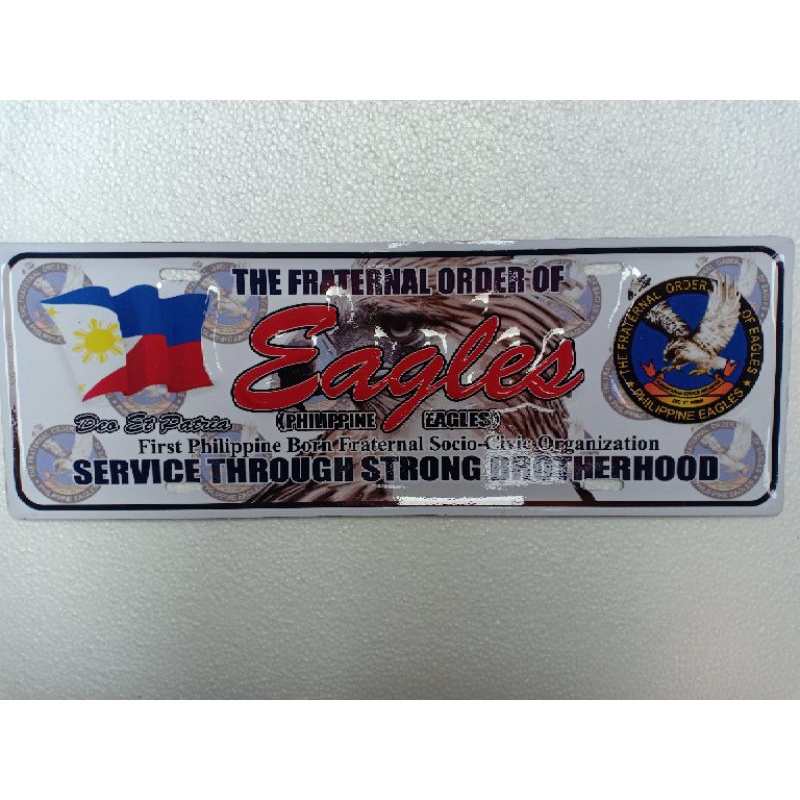 THE FRATERNAL ORDER OF
Eagles
(PHILIPPINE EAGLES)
Deo Et Patria
First Philippine Born Fraternal Socio-Civic Organization
SERVICE THROUGH STRONG BROTHERHOOD
THE FRATERNAL ORDER OF EAGLES
PHILIPPINE EAGLES